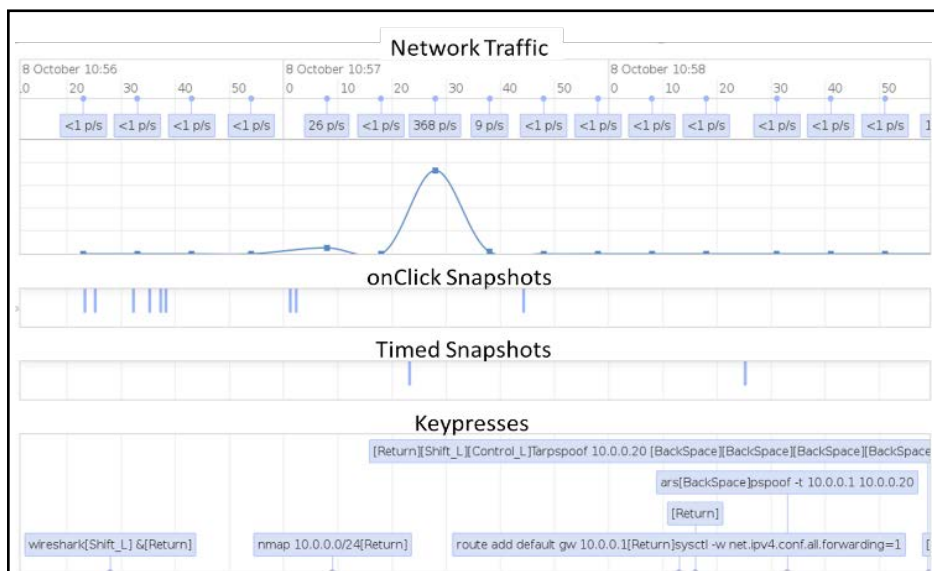 Network Traffic
8 October 10:56 8 October 10:57 8 October 10:58
20 30 40 50 0 10 20 30 40 50 0 10 20 30 40 50
<1 p/s <1 p/s <1 p/s <1 p/s 26 p/s <1 p/s 368 p/s 9 p/s <1 p/s <1 p/s <1 p/s <1 p/s <1 p/s <1 p/s <1 p/s 1
onClick Snapshots
Timed Snapshots
Keypresses
[Return][Shift_L][Control_L]Tarpspoof 10.0.0.20 [BackSpace][BackSpace][BackSpace][BackSpace
ars[BackSpace]pspoof -t 10.0.0.1 10.0.0.20
[Return]
wireshark[Shift_L] &[Return] nmap 10.0.0.0/24[Return] route add default gw 10.0.0.1[Return]sysctl -w net.ipv4.conf.all.forwarding=1 [